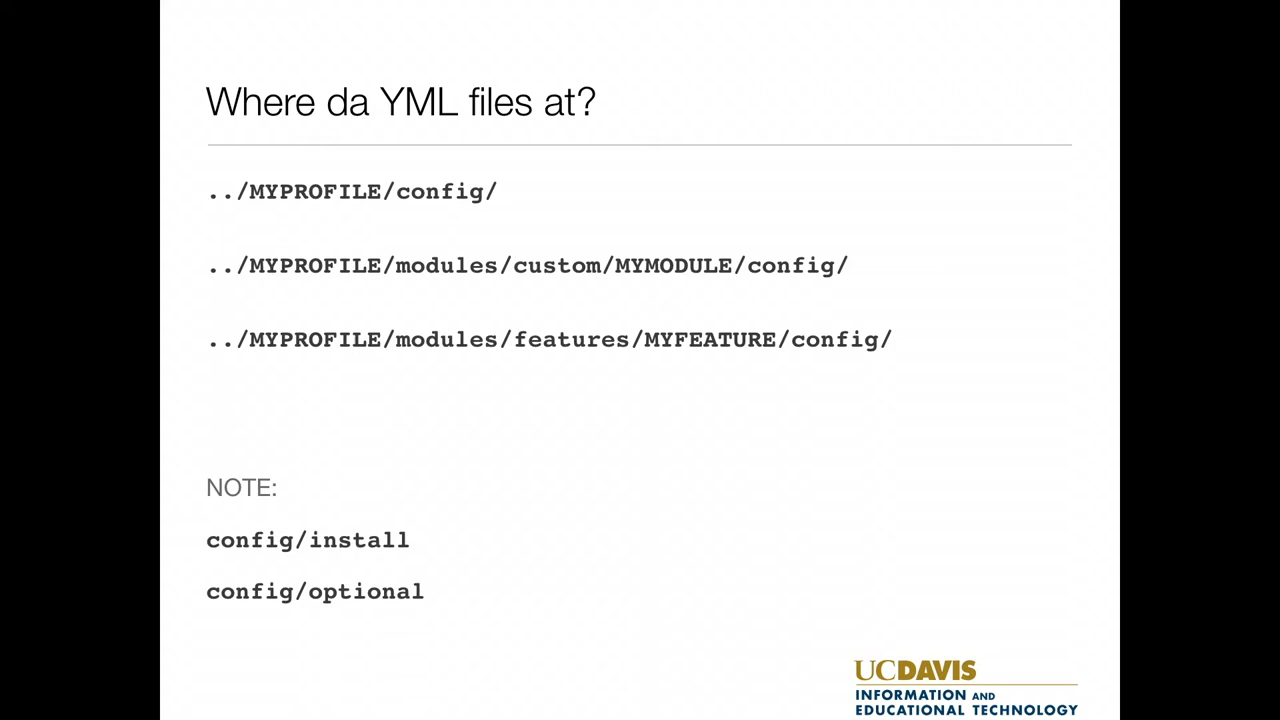 Where da YML files at?
../MYPROFILE/config/
../MYPROFILE/modules/custom/MYMODULE/config/
../MYPROFILE/modules/features/MYFEATURE/config/
NOTE:
config/install
config/optional
UCDAVIS
INFORMATION AND
EDUCATIONAL TECHNOLOGY